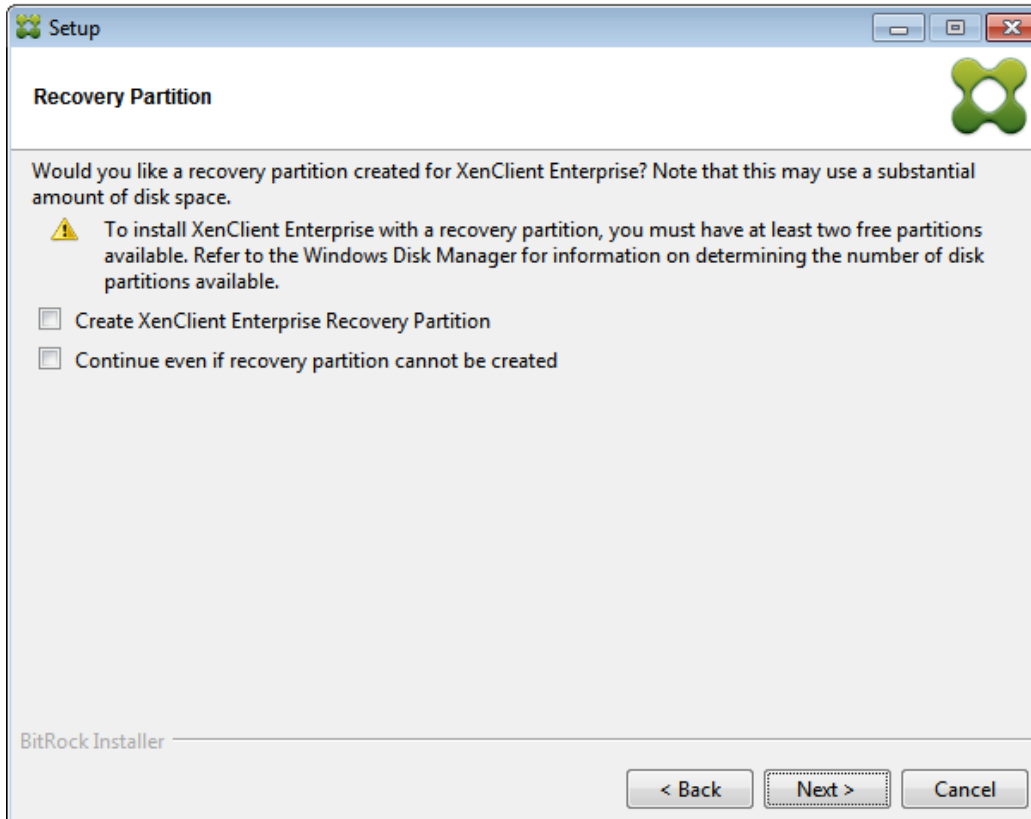 Setup
Recovery Partition
Would you like a recovery partition created for XenClient Enterprise? Note that this may use a substantial
amount of disk space.
To install XenClient Enterprise with a recovery partition, you must have at least two free partitions
available. Refer to the Windows Disk Manager for information on determining the number of disk
partitions available.
Create XenClient Enterprise Recovery Partition
Continue even if recovery partition cannot be created
BitRock Installer
< Back Next > Cancel